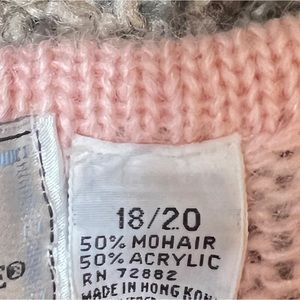 18/20
50% MOHAIR
50% ACRYLIC
RN 72882
MADE IN HONG KONG